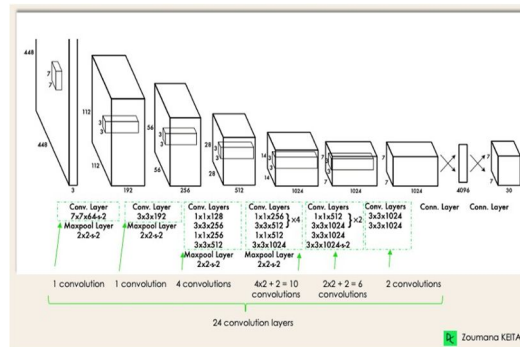 448
448
7
7
3
112
112
3
3
192
56
56
3
3
256
28
28
3
3
512
14
14
3
3
1024
7
7
3
3
1024
7
7
1024
4096
7
7
30
Conv. Layer
7x7x64-s-2
Maxpool Layer
2x2-s-2
Conv. Layer
3x3x192
Maxpool Layer
2x2-s-2
Conv. Layers
1x1x128
3x3x256
1x1x256
3x3x512
Maxpool Layer
2x2-s-2
Conv. Layers
1x1x256
3x3x512
}x4
1x1x512
3x3x1024
Maxpool Layer
2x2-s-2
Conv. Layers
1x1x512
3x3x1024
}x2
3x3x1024
3x3x1024-s-2
Conv. Layers
3x3x1024
3x3x1024
Conn. Layer
Conn. Layer
1 convolution
1 convolution
4 convolutions
4x2 + 2 = 10
convolutions
2x2 + 2 = 6
convolutions
2 convolutions
24 convolution layers
Zoumana KEITA